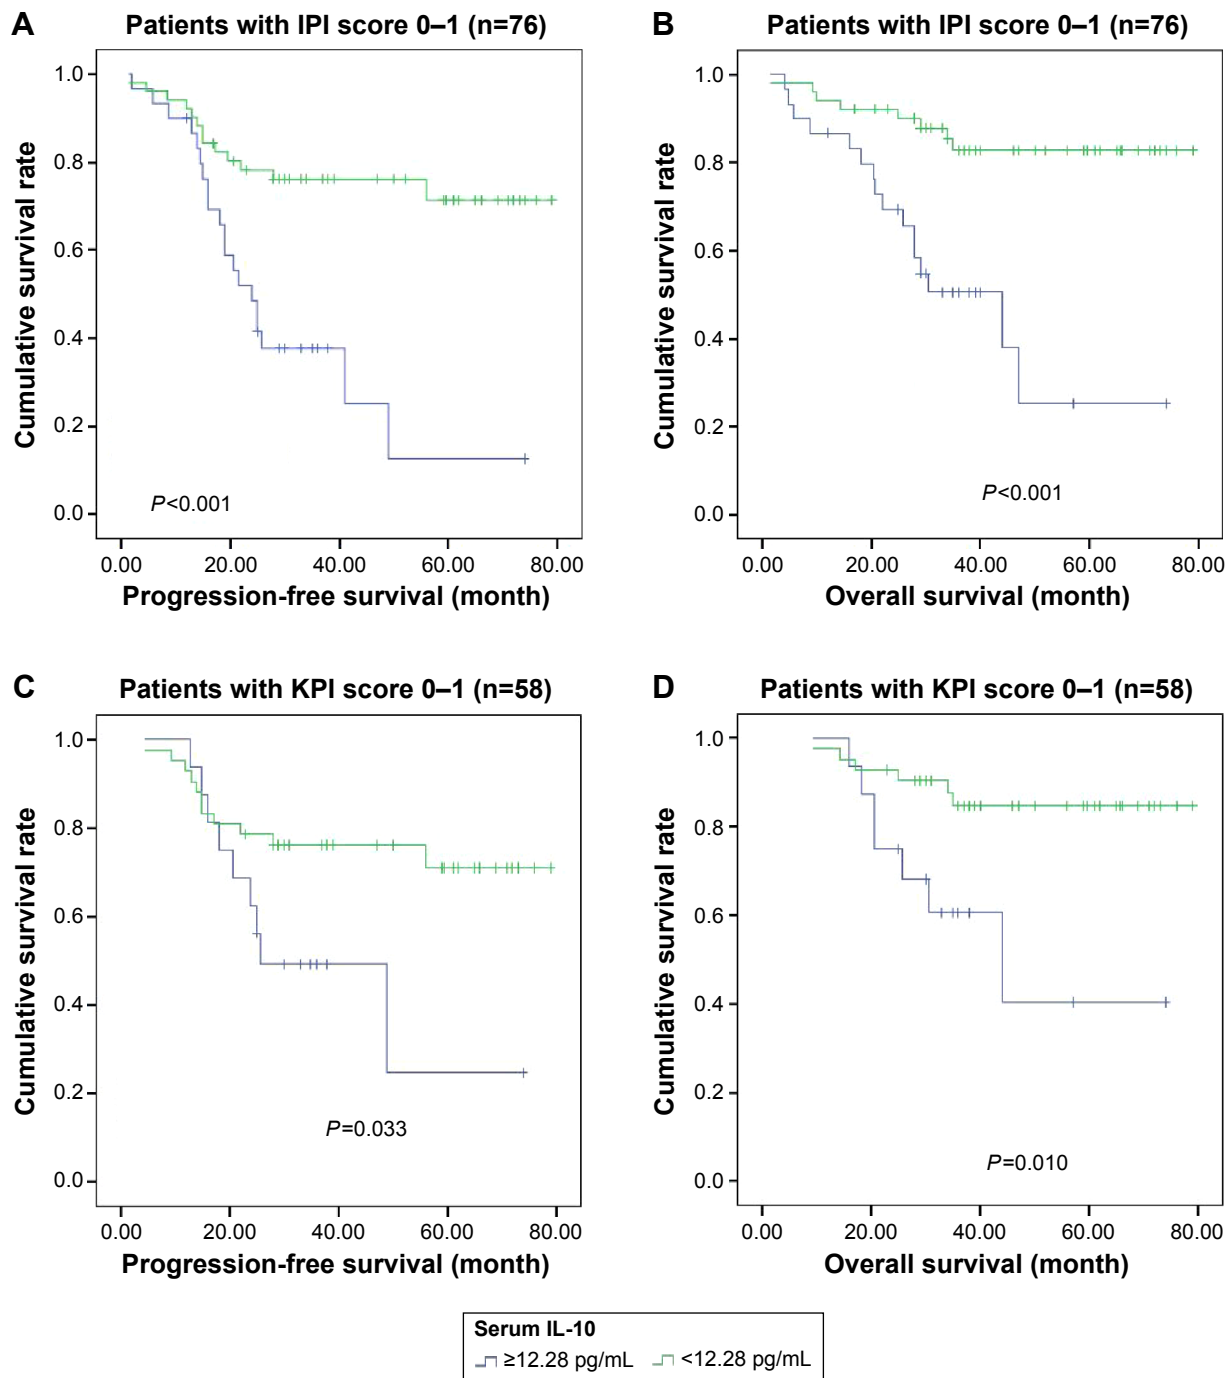 A
Patients with IPI score 0–1 (n=76)
Cumulative survival rate
1.0
0.8
0.6
0.4
0.2
0.0
P<0.001
0.00 20.00 40.00 60.00 80.00
Progression-free survival (month)
B
Patients with IPI score 0–1 (n=76)
Cumulative survival rate
1.0
0.8
0.6
0.4
0.2
0.0
P<0.001
0.00 20.00 40.00 60.00 80.00
Overall survival (month)
C
Patients with KPI score 0–1 (n=58)
Cumulative survival rate
1.0
0.8
0.6
0.4
0.2
0.0
P=0.033
0.00 20.00 40.00 60.00 80.00
Progression-free survival (month)
D
Patients with KPI score 0–1 (n=58)
Cumulative survival rate
1.0
0.8
0.6
0.4
0.2
0.0
P=0.010
0.00 20.00 40.00 60.00 80.00
Overall survival (month)
Serum IL-10
≥12.28 pg/mL <12.28 pg/mL